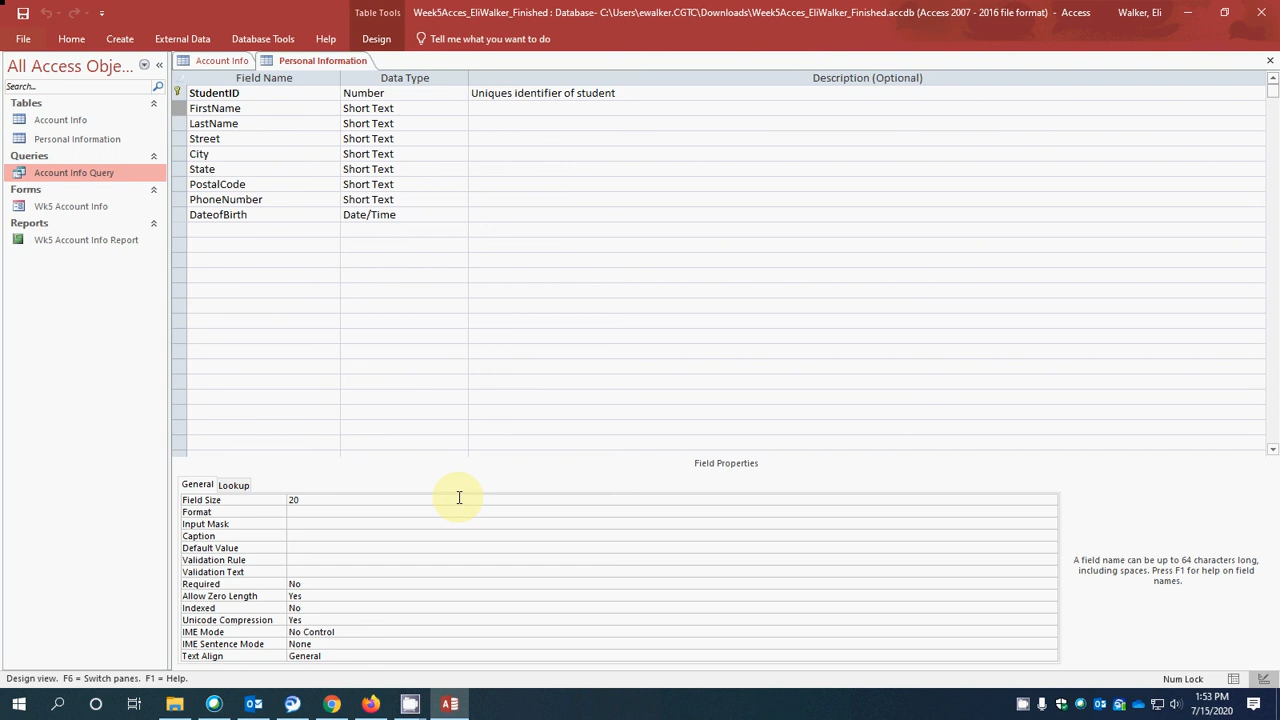 Table Tools
Week5Acces_EliWalker_Finished : Database- C:\Users\ewalker.CGTC\Downloads\Week5Acces_EliWalker_Finished.accdb (Access 2007 - 2016 file format) - Access
Walker, Eli
File Home Create External Data Database Tools Help Design Tell me what you want to do
All Access Obje...
Search...
Tables
Account Info
Personal Information
Queries
Account Info Query
Forms
Wk5 Account Info
Reports
Wk5 Account Info Report
Account Info Personal Information
Field Name Data Type Description (Optional)
StudentID Number Uniques identifier of student
FirstName Short Text
LastName Short Text
Street Short Text
City Short Text
State Short Text
PostalCode Short Text
PhoneNumber Short Text
DateofBirth Date/Time
Field Properties
General Lookup
Field Size 20
Format
Input Mask
Caption
Default Value
Validation Rule
Validation Text
Required No
Allow Zero Length Yes
Indexed No
Unicode Compression Yes
IME Mode No Control
IME Sentence Mode None
Text Align General
A field name can be up to 64 characters long,
including spaces. Press F1 for help on field
names.
Design view. F6 = Switch panes. F1 = Help.
Num Lock
1:53 PM
7/15/2020